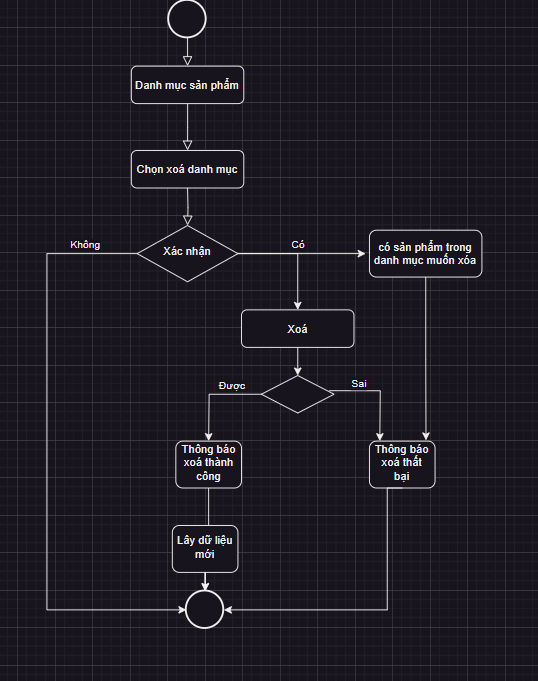 Danh mục sản phẩm
Chọn xoá danh mục
Không
Xác nhận
Có
có sản phẩm trong
danh mục muốn xóa
Xoá
Được
Sai
Thông báo
xoá thành
công
Thông báo
xoá thất
bại
Lấy dữ liệu
mới